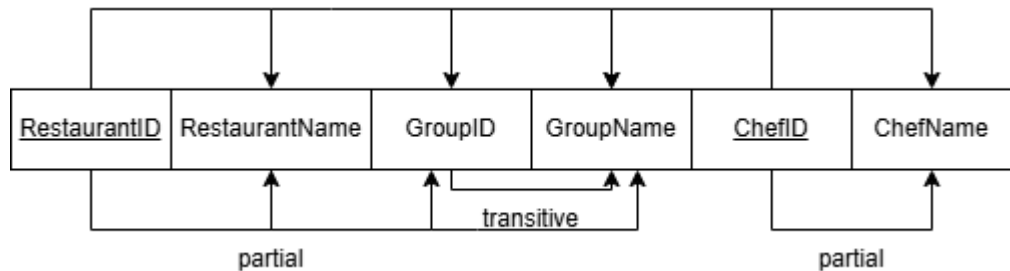 RestaurantID RestaurantName GroupID GroupName ChefID ChefName
transitive
partial partial